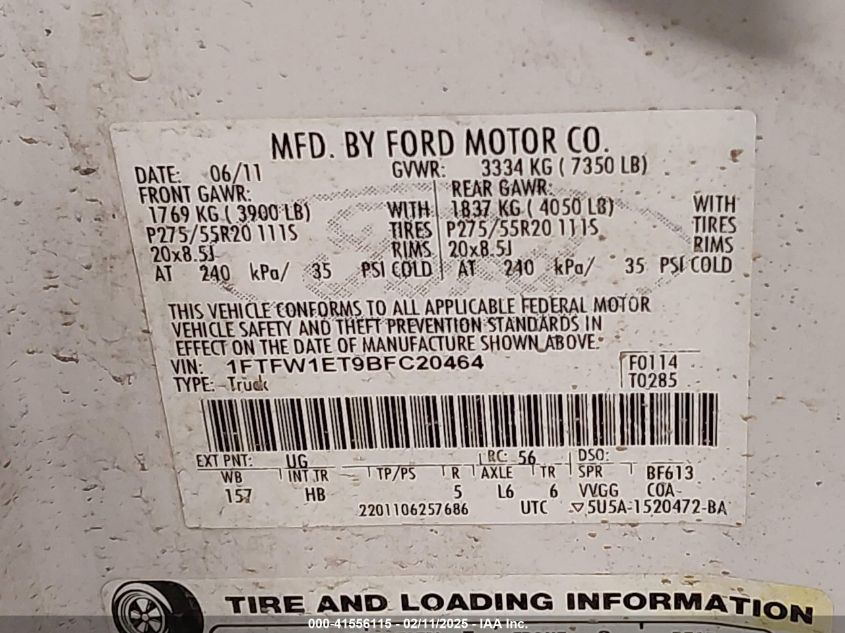 MFD. BY FORD MOTOR CO.
DATE: 06/11 GVWR: 3334 KG ( 7350 LB)
FRONT GAWR: REAR GAWR:
1769 KG ( 3900 LB) WITH 1837 KG ( 4050 LB) WITH
P275/55R20 111S TIRES P275/55R20 111S TIRES
20x8.5J RIMS 20x8.5J RIMS
AT 240 kPa/ 35 PSI COLD AT 240 kPa/ 35 PSI COLD
THIS VEHICLE CONFORMS TO ALL APPLICABLE FEDERAL MOTOR
VEHICLE SAFETY AND THEFT PREVENTION STANDARDS IN
EFFECT ON THE DATE OF MANUFACTURE SHOWN ABOVE.
VIN: 1FTFW1ET9BFC20464 F0114
TYPE: Truck T0285
EXT PNT: UG RC: 56 DSO:
WB INT TR TP/PS R AXLE TR SPR BF613
157 HB 5 L6 6 VVGG COA
2201106257686 UTC ▽5U5A-1520472-BA
TIRE AND LOADING INFORMATION
000-41556115 - 02/11/2025 - IAA Inc.